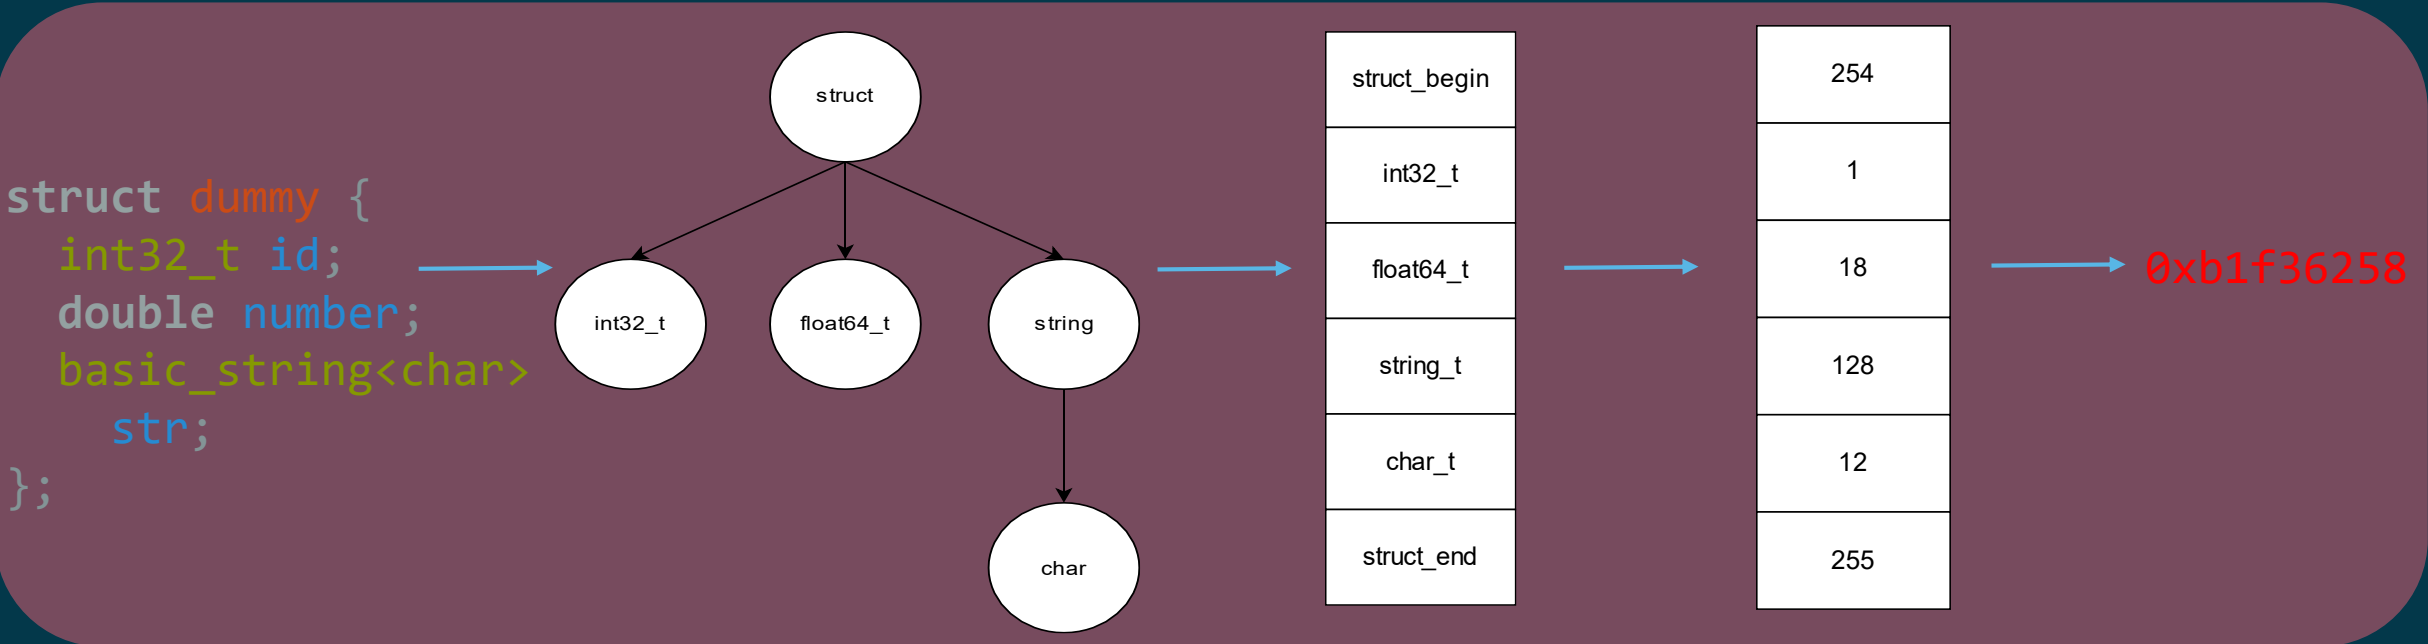 struct dummy {
int32_t id;
double number;
basic_string<char>
str;
};
struct
int32_t
float64_t
string
char
struct_begin
int32_t
float64_t
string_t
char_t
struct_end
254
1
18
128
12
255
0xb1f36258